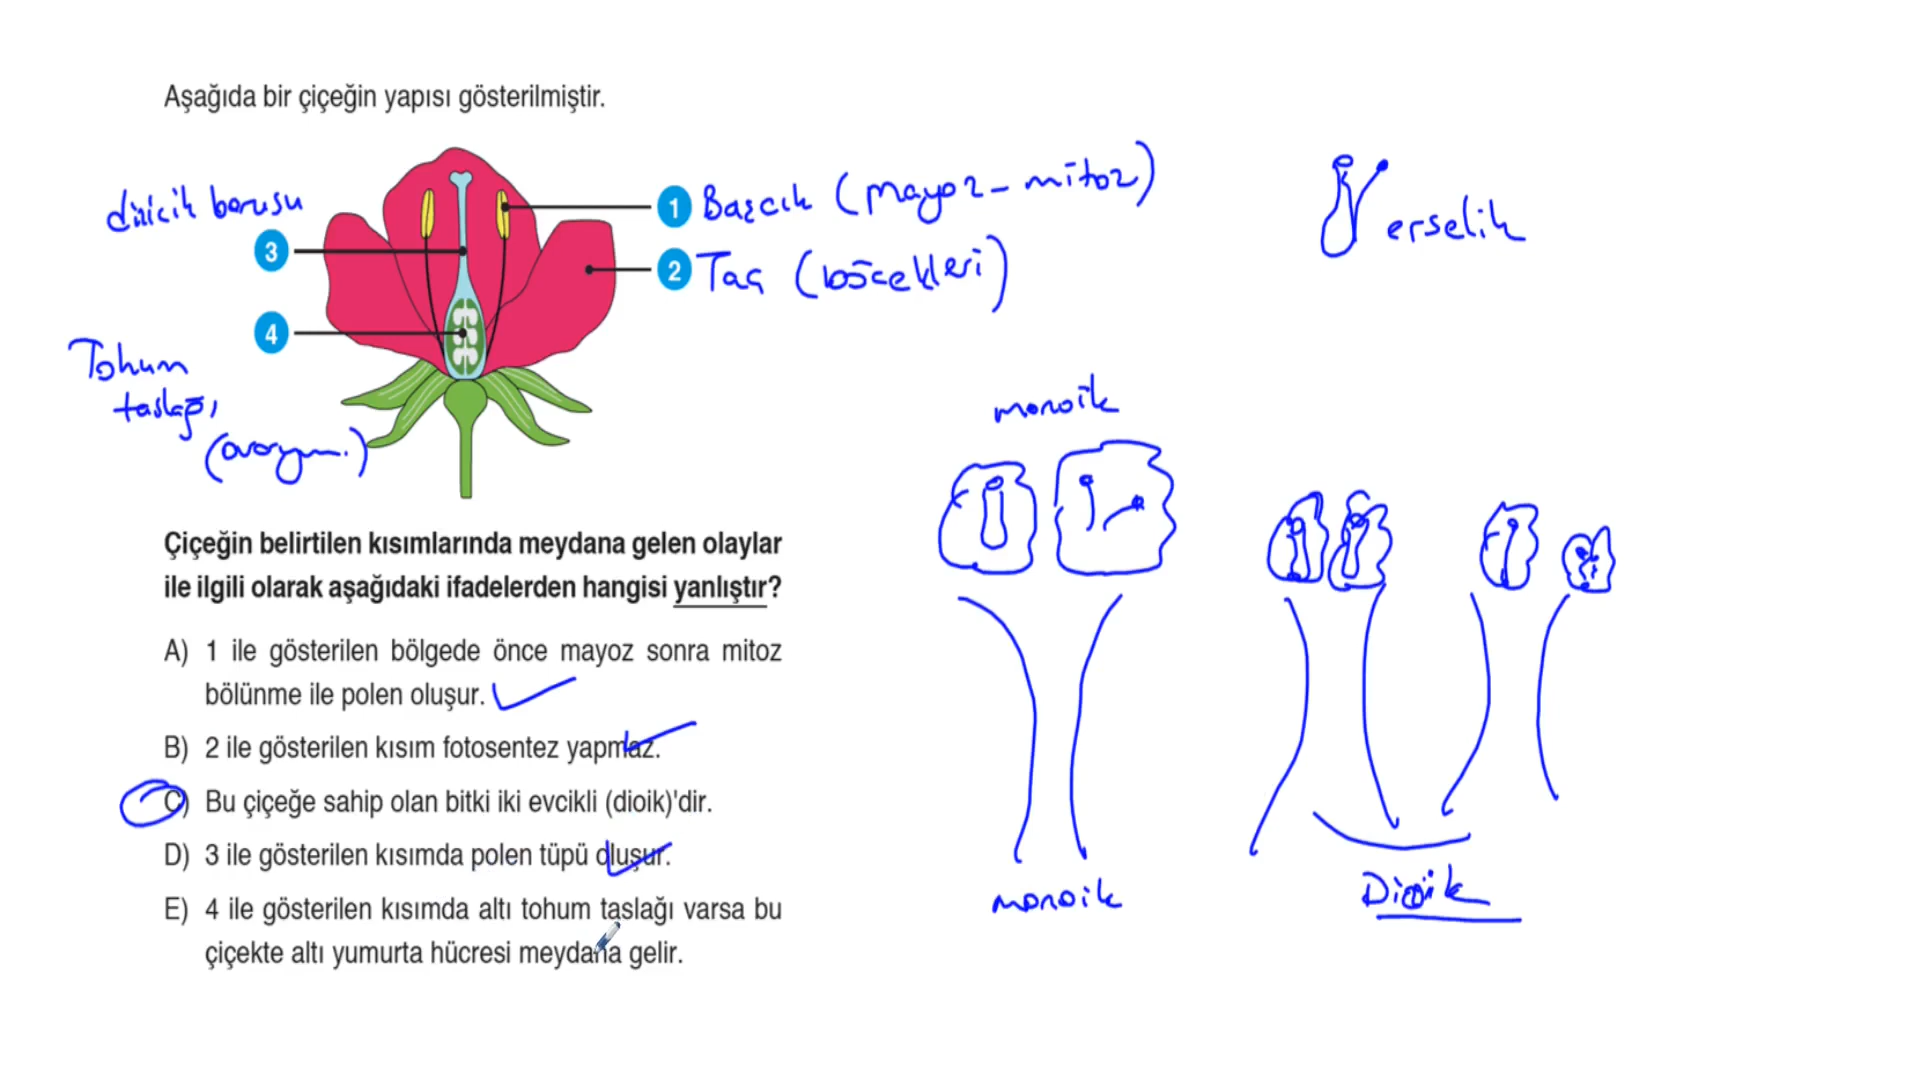 Aşağıda bir çiçeğin yapısı gösterilmiştir.
dişicik borusu
3
1 Başcık (mayoz - mitoz)
2 Taç (böcekleri)
erselik
4
Tohum
taslağı
monoik
Çiçeğin belirtilen kısımlarında meydana gelen olaylar
ile ilgili olarak aşağıdaki ifadelerden hangisi yanlıştır?
A) 1 ile gösterilen bölgede önce mayoz sonra mitoz
bölünme ile polen oluşur.
B) 2 ile gösterilen kısım fotosentez yapmaz.
C) Bu çiçeğe sahip olan bitki iki evcikli (dioik)'dir.
D) 3 ile gösterilen kısımda polen tüpü oluşur.
E) 4 ile gösterilen kısımda altı tohum taslağı varsa bu
çiçekte altı yumurta hücresi meydana gelir.
monoik
Dioik